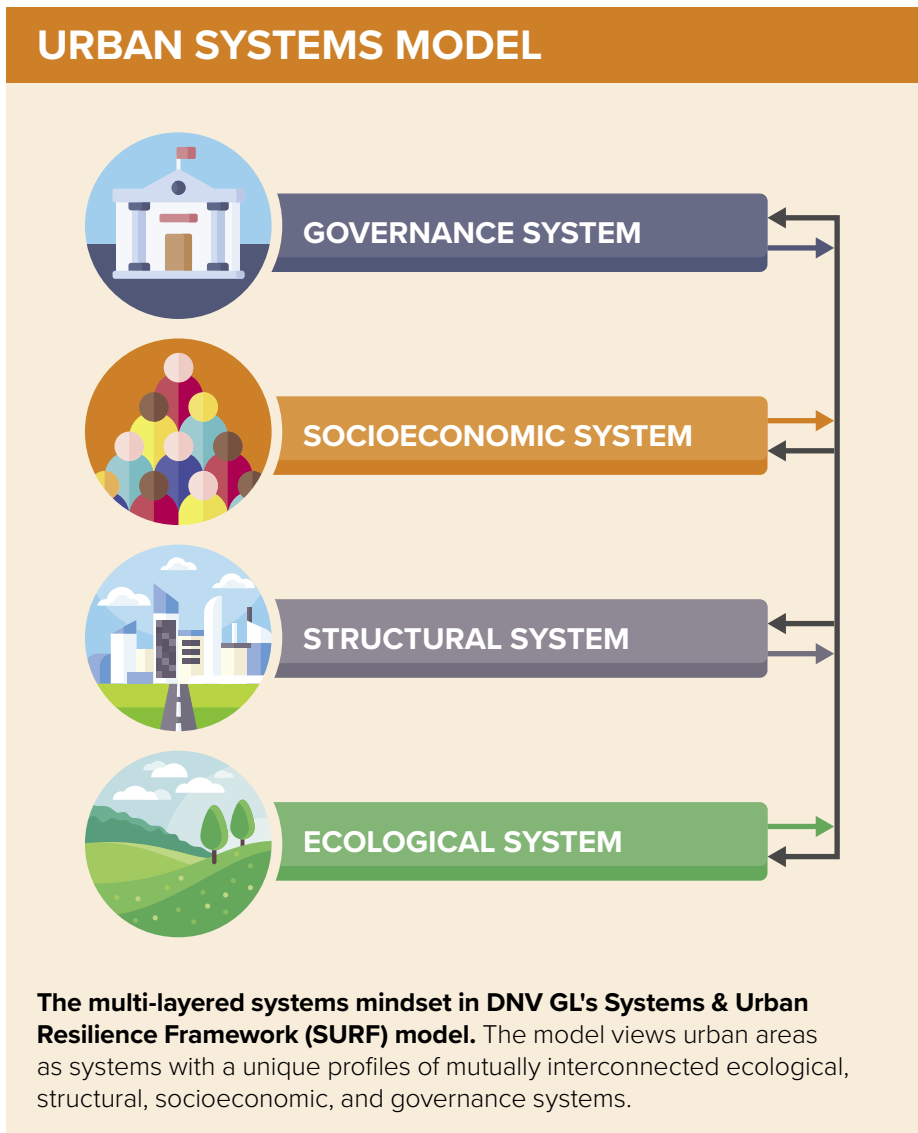 URBAN SYSTEMS MODEL
GOVERNANCE SYSTEM
SOCIOECONOMIC SYSTEM
STRUCTURAL SYSTEM
ECOLOGICAL SYSTEM
The multi-layered systems mindset in DNV GL's Systems & Urban
Resilience Framework (SURF) model. The model views urban areas
as systems with a unique profiles of mutually interconnected ecological,
structural, socioeconomic, and governance systems.